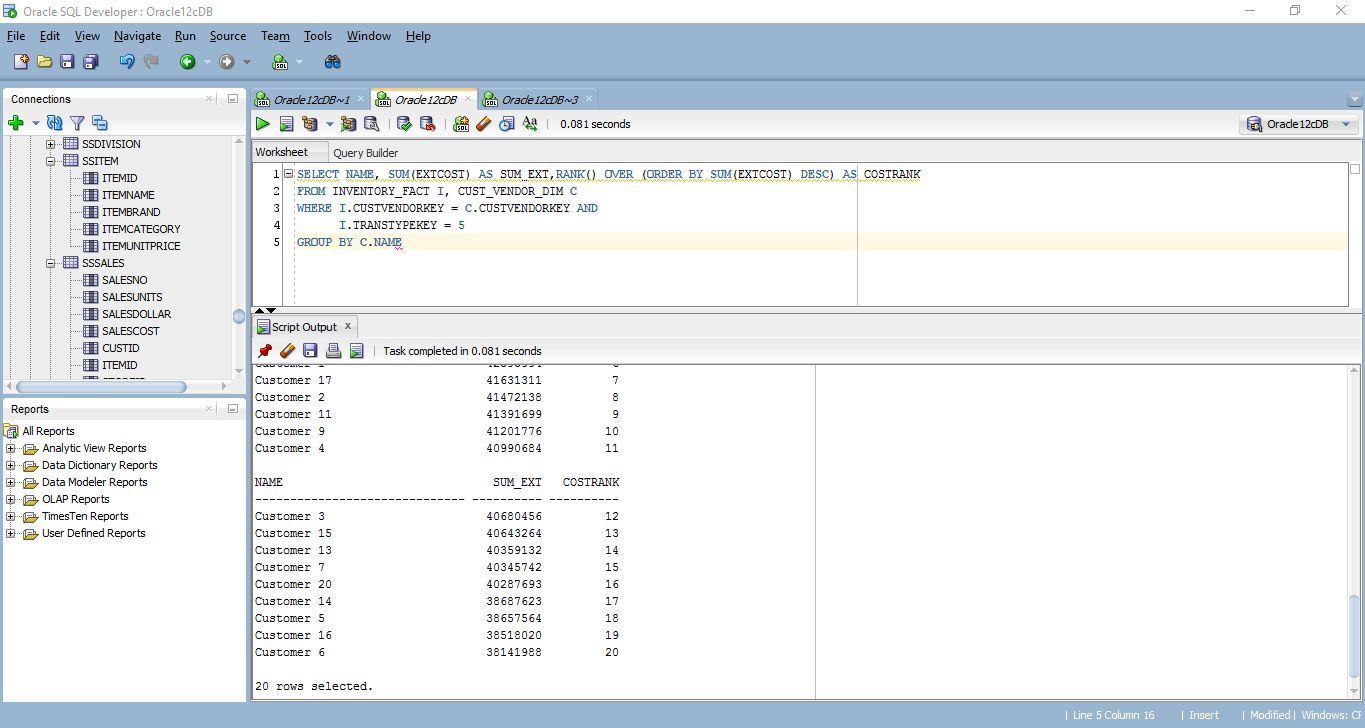 Oracle SQL Developer : Oracle12cDB
File Edit View Navigate Run Source Team Tools Window Help
Connections
SSDIVISION
SSITEM
ITEMID
ITEMNAME
ITEMBRAND
ITEMCATEGORY
ITEMUNITPRICE
SSSALES
SALESNO
SALESUNITS
SALESDOLLAR
SALESCOST
CUSTID
ITEMID
Reports
All Reports
Analytic View Reports
Data Dictionary Reports
Data Modeler Reports
OLAP Reports
TimesTen Reports
User Defined Reports
Oracle12cDB~1 Oracle12cDB Oracle12cDB~3
0.081 seconds Oracle12cDB
Worksheet Query Builder
1 SELECT NAME, SUM(EXTCOST) AS SUM_EXT,RANK() OVER (ORDER BY SUM(EXTCOST) DESC) AS COSTRANK
2 FROM INVENTORY_FACT I, CUST_VENDOR_DIM C
3 WHERE I.CUSTVENDORKEY = C.CUSTVENDORKEY AND
4 I.TRANSTYPEKEY = 5
5 GROUP BY C.NAME
Script Output x
Task completed in 0.081 seconds
Customer 17 41631311 7
Customer 2 41472138 8
Customer 11 41391699 9
Customer 9 41201776 10
Customer 4 40990684 11
NAME SUM_EXT COSTRANK
------------------------------ ---------- ----------
Customer 3 40680456 12
Customer 15 40643264 13
Customer 13 40359132 14
Customer 7 40345742 15
Customer 20 40287693 16
Customer 14 38687623 17
Customer 5 38657564 18
Customer 16 38518020 19
Customer 6 38141988 20
20 rows selected.
| Line 5 Column 16 | Insert | Modified | Windows: